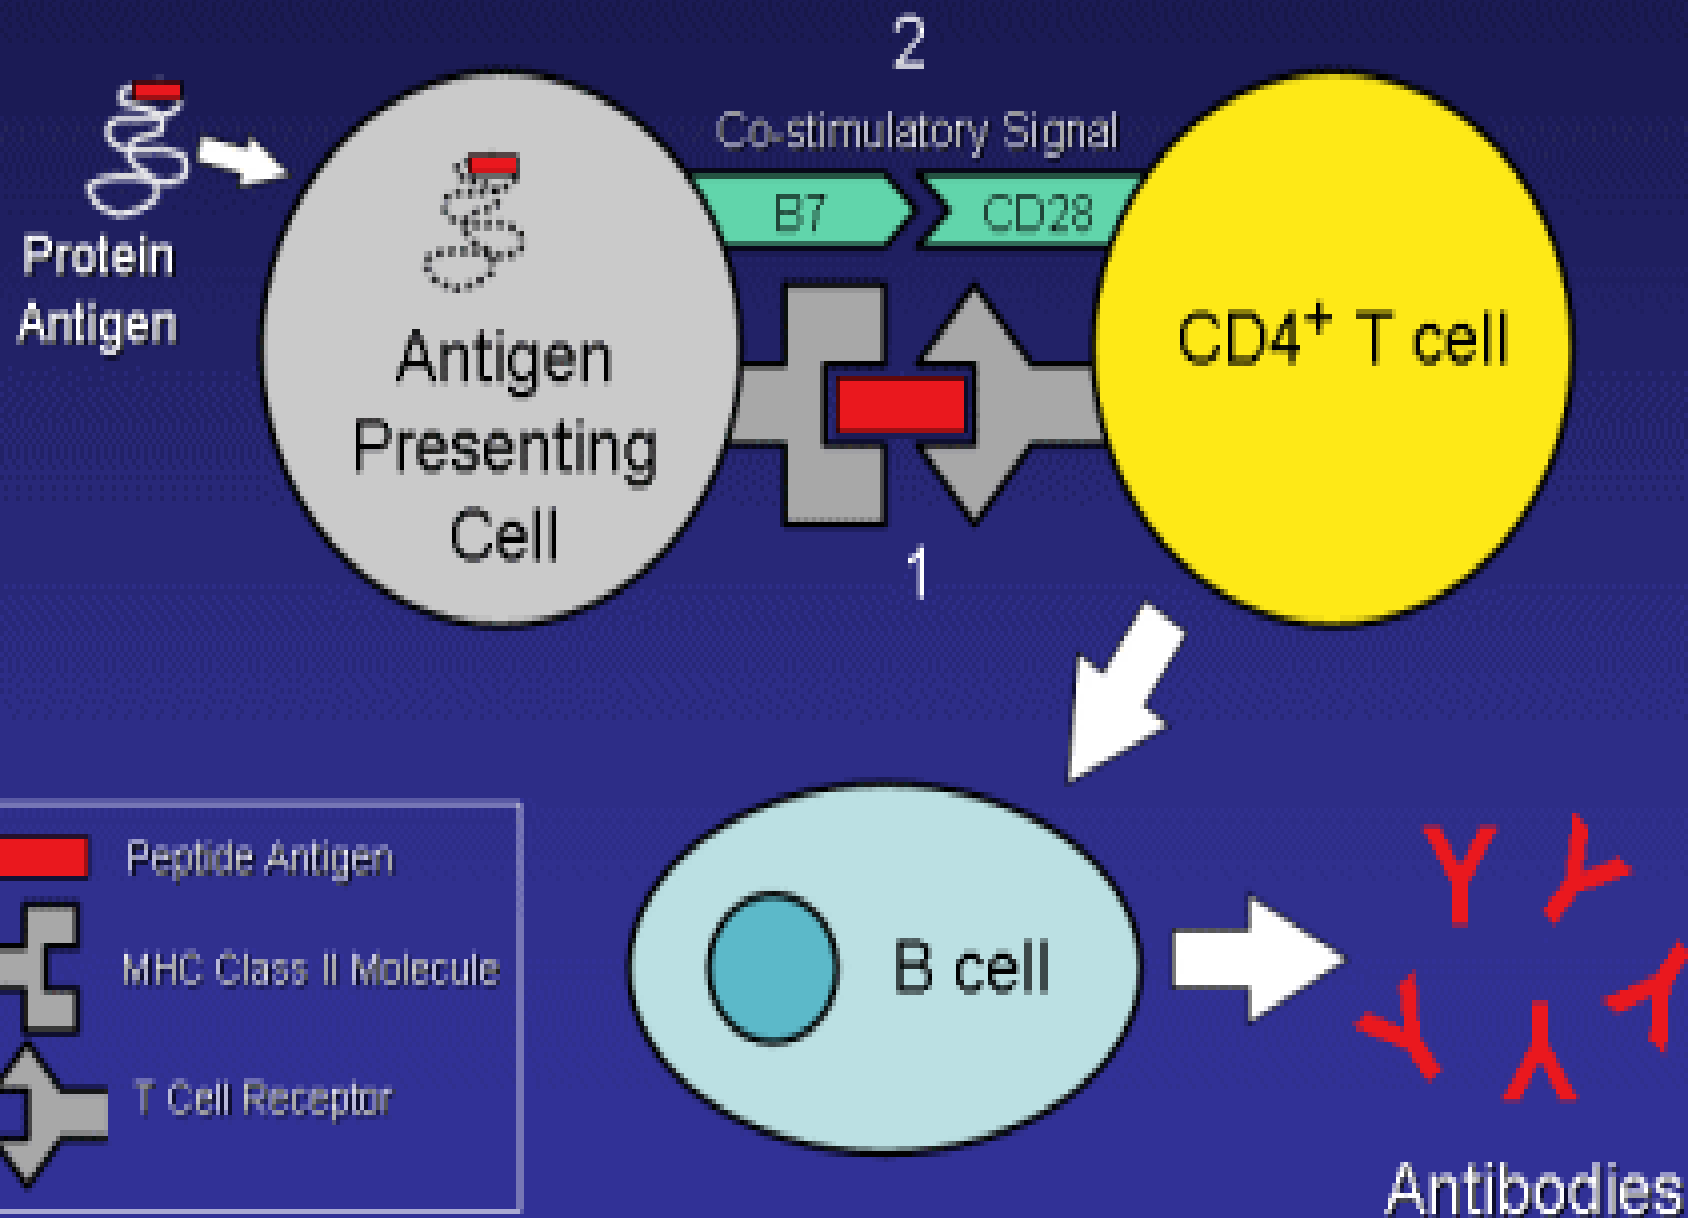 2
Co-stimulatory Signal
B7
CD28
Protein
Antigen
Antigen
Presenting
Cell
CD4⁺ T cell
1
Peptide Antigen
MHC Class II Molecule
T Cell Receptor
B cell
Antibodies